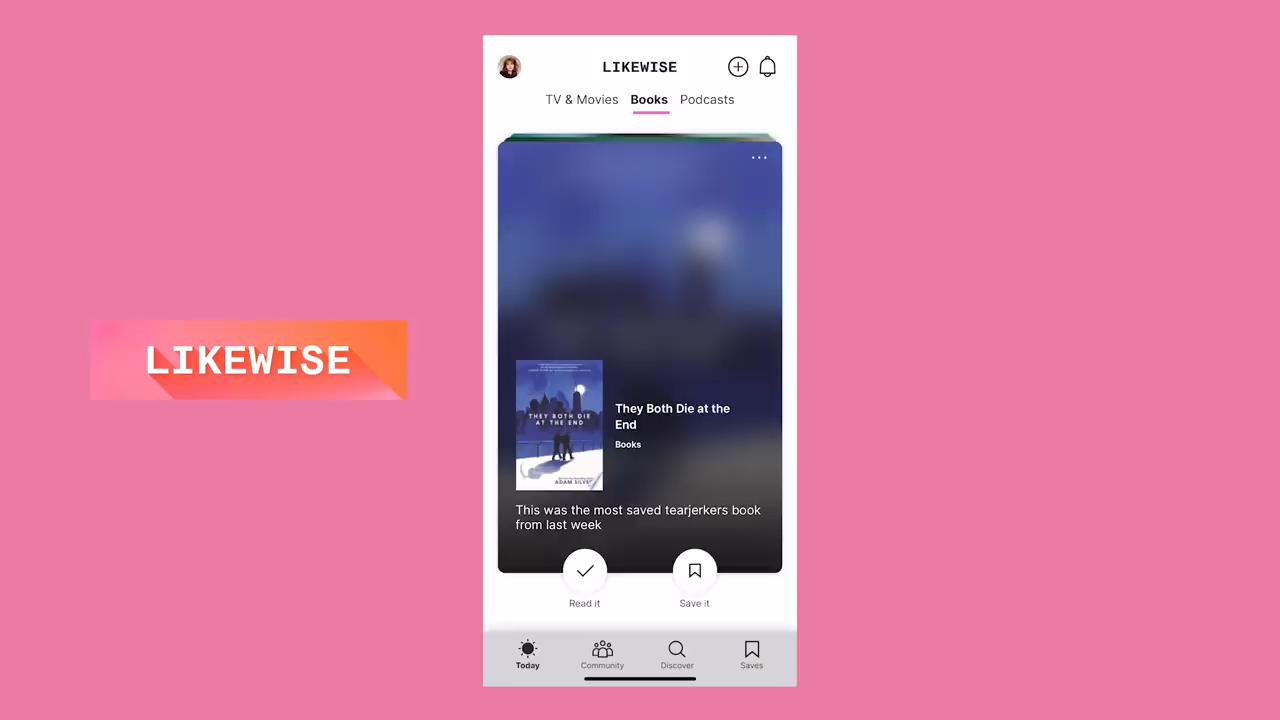 LIKEWISE
TV & Movies Books Podcasts
LIKEWISE
THEY BOTH DIE
AT THE END
ADAM SILVERA
They Both Die at the
End
Books
This was the most saved tearjerkers book
from last week
Read it
Save it
Today
Community
Discover
Saves